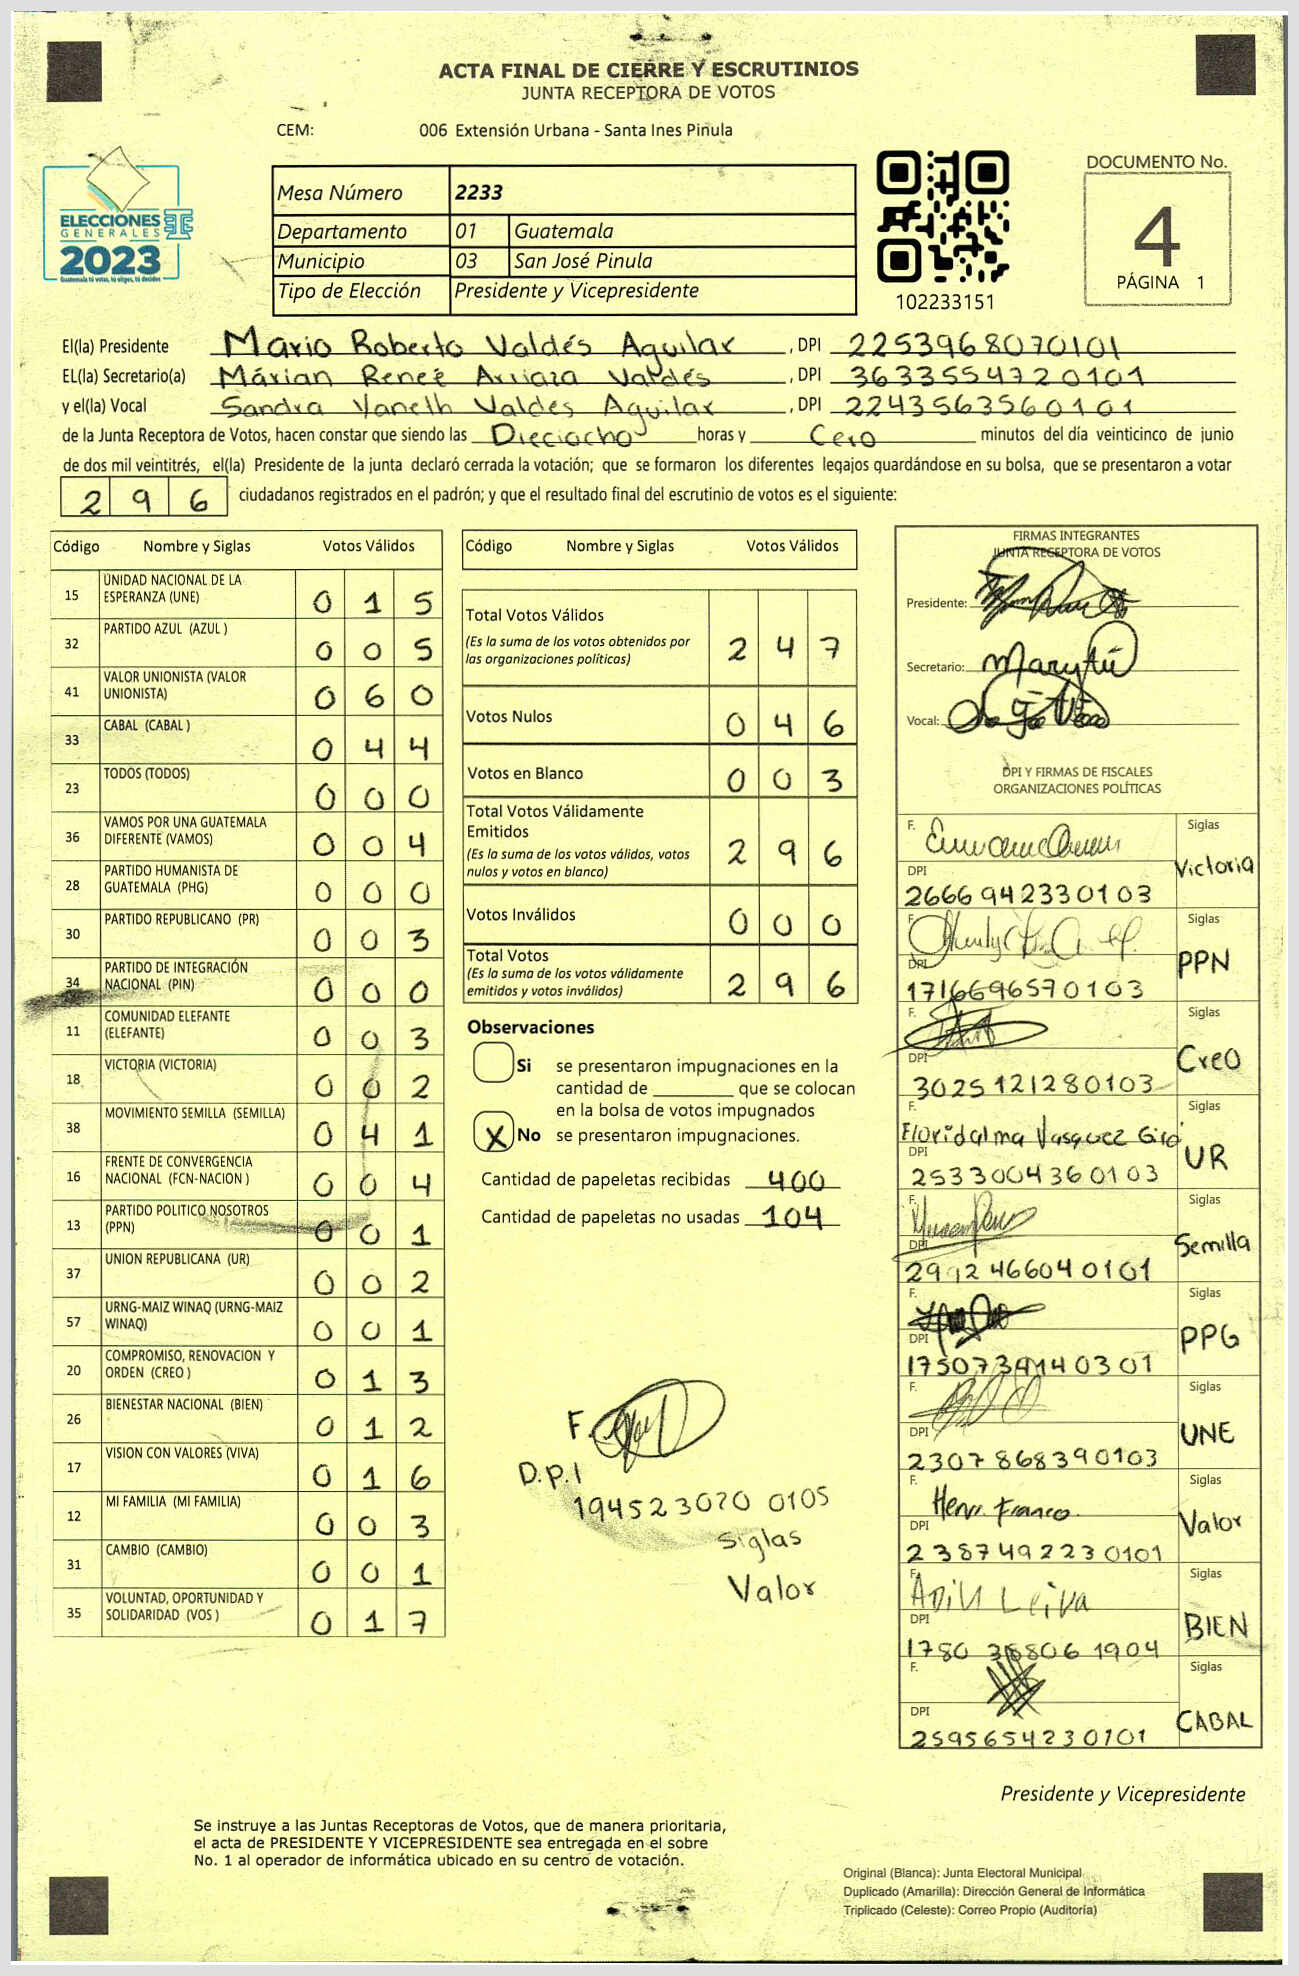 ACTA FINAL DE CIERRE Y ESCRUTINIOS
JUNTA RECEPTORA DE VOTOS
CEM: 006 Extensión Urbana - Santa Ines Pinula
ELECCIONES
GENERALES
2023
Guatemala tú votas, tú eliges, tú decides
Mesa Número 2233
Departamento 01 Guatemala
Municipio 03 San José Pinula
Tipo de Elección Presidente y Vicepresidente
102233151
DOCUMENTO No.
4
PÁGINA 1
El(la) Presidente Mario Roberto Valdés Aguilar , DPI 2253968070101
EL(la) Secretario(a) Márian Reneé Arriaza Valdés , DPI 3633554720101
y el(la) Vocal Sandra Yaneth Valdes Aguilar , DPI 2243563560101
de la Junta Receptora de Votos, hacen constar que siendo las Dieciocho horas y Cero minutos del día veinticinco de junio
de dos mil veintitrés, el(la) Presidente de la junta declaró cerrada la votación; que se formaron los diferentes legajos guardándose en su bolsa, que se presentaron a votar
296 ciudadanos registrados en el padrón; y que el resultado final del escrutinio de votos es el siguiente:
Código Nombre y Siglas Votos Válidos
15 UNIDAD NACIONAL DE LA ESPERANZA (UNE) 0 1 5
32 PARTIDO AZUL (AZUL ) 0 0 5
41 VALOR UNIONISTA (VALOR UNIONISTA) 0 6 0
33 CABAL (CABAL ) 0 4 4
23 TODOS (TODOS) 0 0 0
36 VAMOS POR UNA GUATEMALA DIFERENTE (VAMOS) 0 0 4
28 PARTIDO HUMANISTA DE GUATEMALA (PHG) 0 0 0
30 PARTIDO REPUBLICANO (PR) 0 0 3
34 PARTIDO DE INTEGRACIÓN NACIONAL (PIN) 0 0 0
11 COMUNIDAD ELEFANTE (ELEFANTE) 0 0 3
18 VICTORIA (VICTORIA) 0 0 2
38 MOVIMIENTO SEMILLA (SEMILLA) 0 4 1
16 FRENTE DE CONVERGENCIA NACIONAL (FCN-NACION ) 0 0 4
13 PARTIDO POLITICO NOSOTROS (PPN) 0 0 1
37 UNION REPUBLICANA (UR) 0 0 2
57 URNG-MAIZ WINAQ (URNG-MAIZ WINAQ) 0 0 1
20 COMPROMISO, RENOVACION Y ORDEN (CREO ) 0 1 3
26 BIENESTAR NACIONAL (BIEN) 0 1 2
17 VISION CON VALORES (VIVA) 0 1 6
12 MI FAMILIA (MI FAMILIA) 0 0 3
31 CAMBIO (CAMBIO) 0 0 1
35 VOLUNTAD, OPORTUNIDAD Y SOLIDARIDAD (VOS ) 0 1 7
Código Nombre y Siglas Votos Válidos
Total Votos Válidos 2 4 7
(Es la suma de los votos obtenidos por
las organizaciones políticas)
Votos Nulos 0 4 6
Votos en Blanco 0 0 3
Total Votos Válidamente
Emitidos 2 9 6
(Es la suma de los votos válidos, votos
nulos y votos en blanco)
Votos Inválidos 0 0 0
Total Votos 2 9 6
(Es la suma de los votos válidamente
emitidos y votos inválidos)
Observaciones
Si se presentaron impugnaciones en la
cantidad de ________ que se colocan
en la bolsa de votos impugnados
X No se presentaron impugnaciones.
Cantidad de papeletas recibidas 400
Cantidad de papeletas no usadas 104
F.
D.p.I
194523070 0105
Siglas
Valor
FIRMAS INTEGRANTES
JUNTA RECEPTORA DE VOTOS
Presidente:
Secretario:
Vocal:
DPI Y FIRMAS DE FISCALES
ORGANIZACIONES POLÍTICAS
F. Siglas
Victoria
DPI
2666 942330103
F. Siglas
PPN
DPI
1716696570103
F. Siglas
CreO
DPI
3025 121280103
F. Siglas
Floridalma Vasquez
UR
DPI
2533004360103
F. Siglas
Semilla
DPI
2992466040101
F. Siglas
PPG
DPI
F. Siglas
UNE
DPI
2307 868390103
F. Siglas
Henri Franco
Valor
DPI
2387492230101
F. Siglas
BIEN
DPI
F. Siglas
CABAL
DPI
2595654230101
Presidente y Vicepresidente
Se instruye a las Juntas Receptoras de Votos, que de manera prioritaria,
el acta de PRESIDENTE Y VICEPRESIDENTE sea entregada en el sobre
No. 1 al operador de informática ubicado en su centro de votación.
Original (Blanca): Junta Electoral Municipal
Duplicado (Amarilla): Dirección General de Informática
Triplicado (Celeste): Correo Propio (Auditoría)